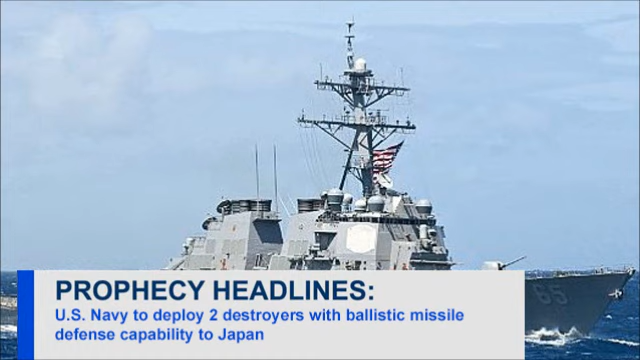 65
PROPHECY HEADLINES:
U.S. Navy to deploy 2 destroyers with ballistic missile
defense capability to Japan